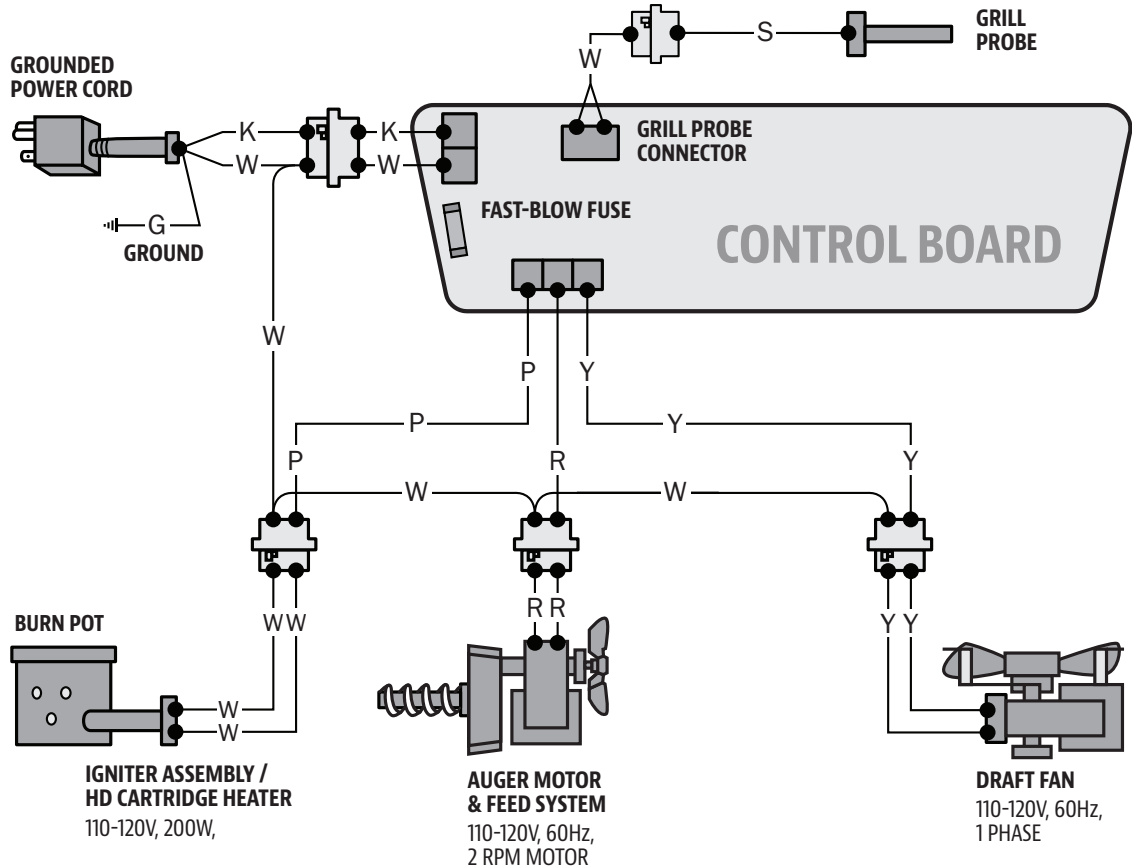 GRILL
PROBE
S
W
GROUNDED
POWER CORD
K
K
W
W
GRILL PROBE
CONNECTOR
G
GROUND
FAST-BLOW FUSE
CONTROL BOARD
W
P
Y
P
Y
P
R
Y
W
W
W W
R R
Y Y
BURN POT
W
W
IGNITER ASSEMBLY /
HD CARTRIDGE HEATER
110-120V, 200W,
AUGER MOTOR
& FEED SYSTEM
110-120V, 60Hz,
2 RPM MOTOR
DRAFT FAN
110-120V, 60Hz,
1 PHASE